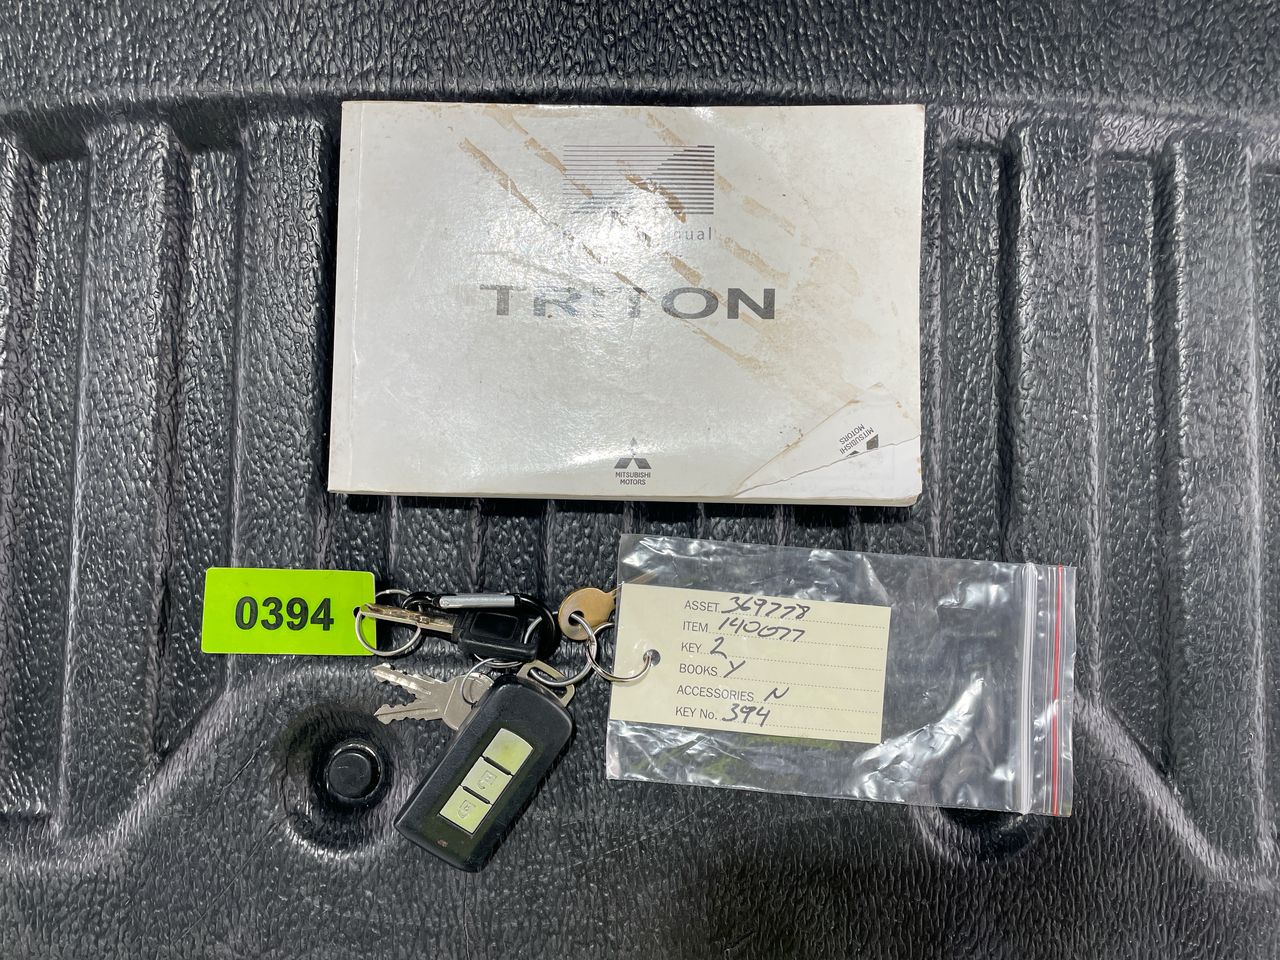 TRITON
MITSUBISHI
MOTORS
MITSUBISHI
MOTORS
0394
ASSET 369778
ITEM 140077
KEY 2
BOOKS Y
ACCESSORIES N
KEY No. 394